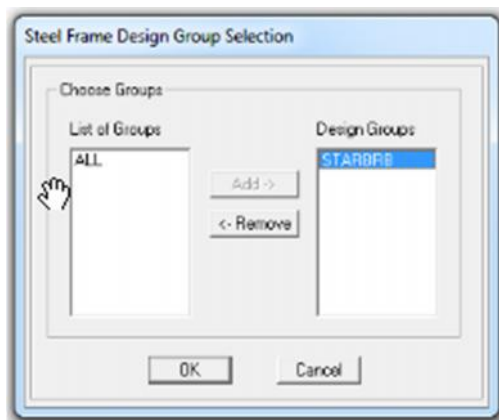 Steel Frame Design Group Selection
Choose Groups
List of Groups
Design Groups
ALL
STARBRB
Add ->
<- Remove
OK
Cancel